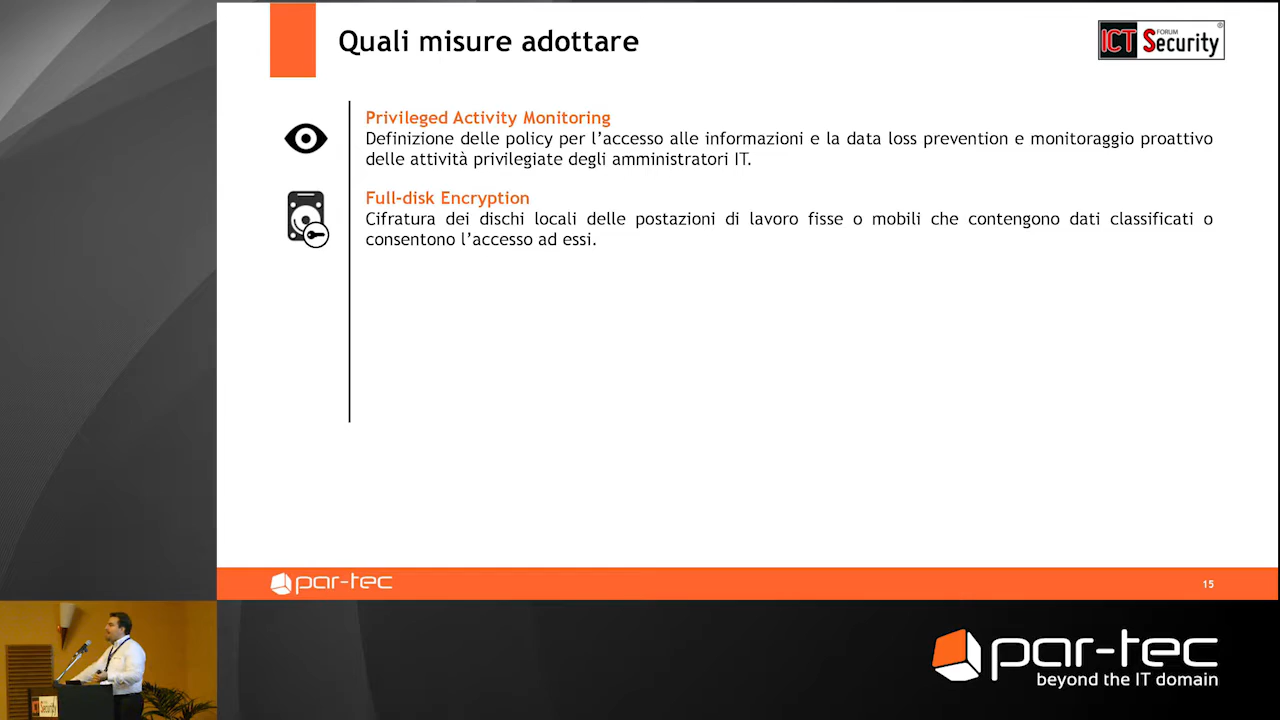 Quali misure adottare
ICT FORUM Security ®
Privileged Activity Monitoring
Definizione delle policy per l’accesso alle informazioni e la data loss prevention e monitoraggio proattivo
delle attività privilegiate degli amministratori IT.
Full-disk Encryption
Cifratura dei dischi locali delle postazioni di lavoro fisse o mobili che contengono dati classificati o
consentono l’accesso ad essi.
par-tec
15
par-tec
beyond the IT domain
ICT Security